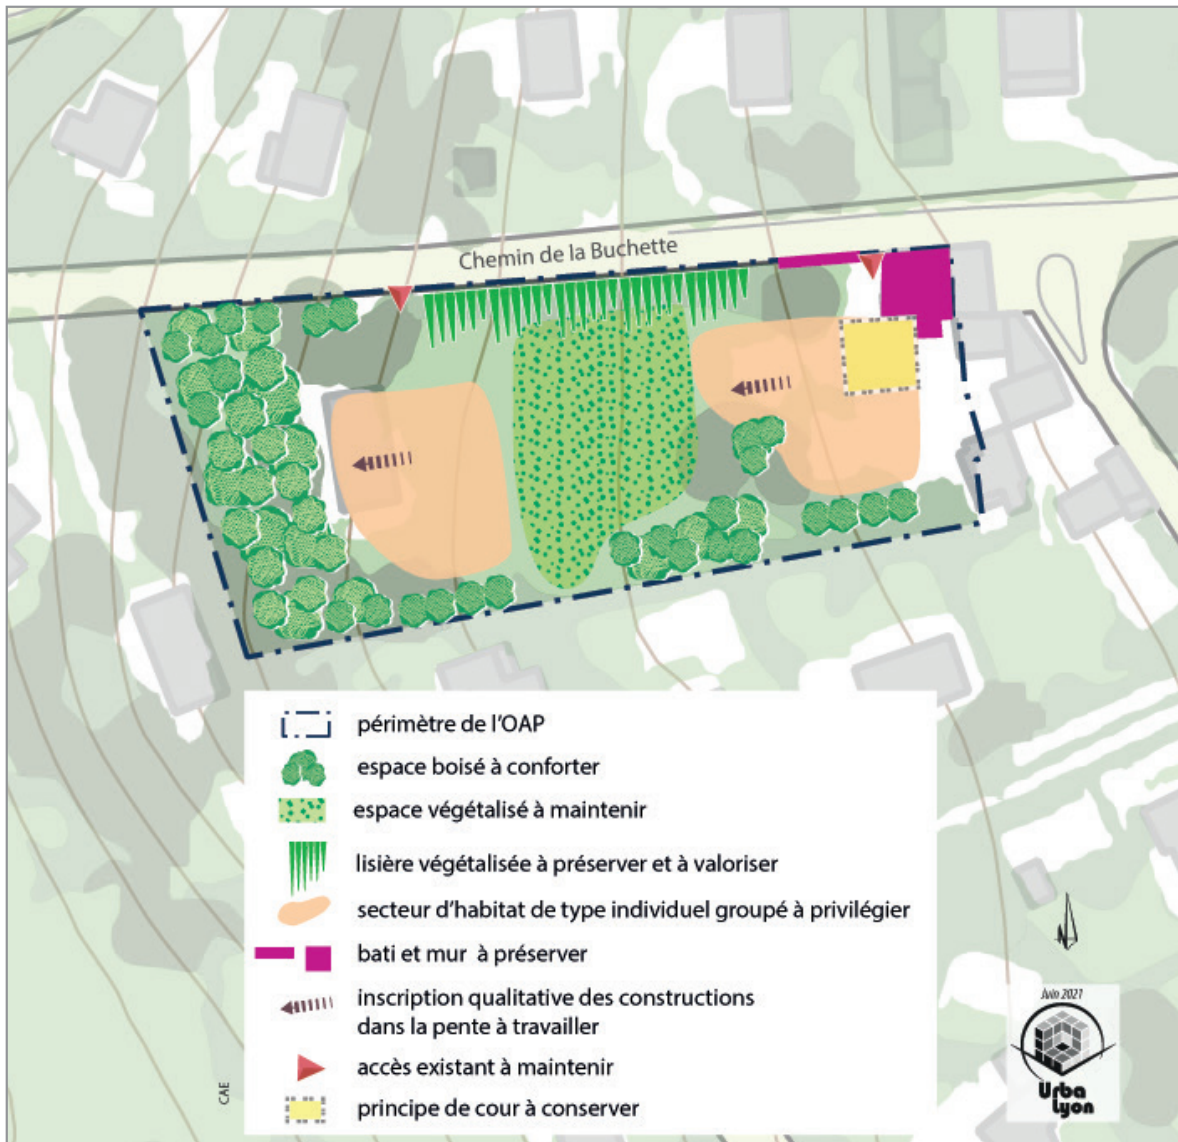 Chemin de la Buchette
périmètre de l'OAP
espace boisé à conforter
espace végétalisé à maintenir
lisière végétalisée à préserver et à valoriser
secteur d'habitat de type individuel groupé à privilégier
bati et mur à préserver
inscription qualitative des constructions
dans la pente à travailler
accès existant à maintenir
principe de cour à conserver
CAE
N
Juin 2021
Urba
Lyon